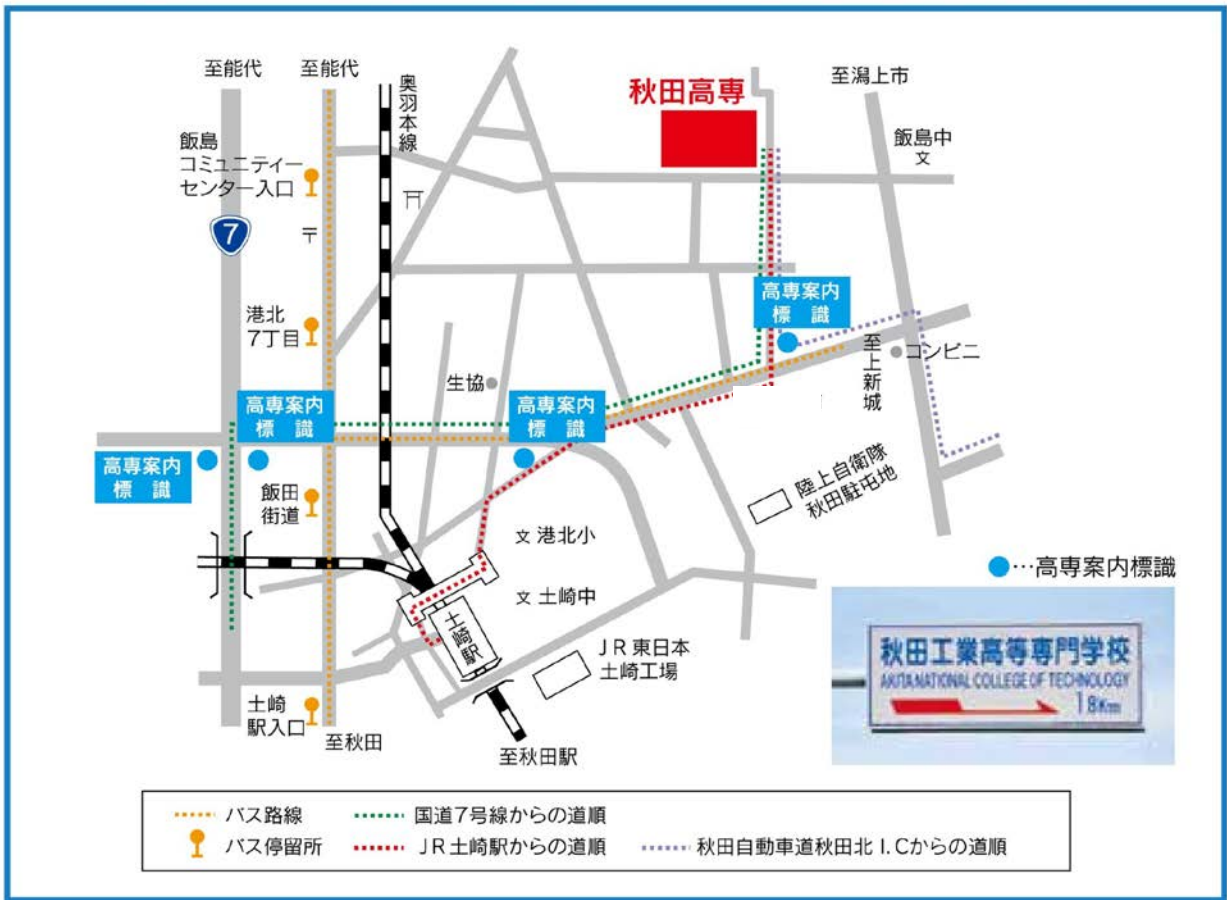 至能代
至能代
奥羽本線
秋田高専
至潟上市
飯島
コミュニティー
センター入口
飯島中
文
7
〒
港北
7丁目
高専案内
標 識
至上新城
コンビニ
生協
高専案内
標 識
高専案内
標 識
高専案内
標 識
飯田
街道
陸上自衛隊
秋田駐屯地
文 港北小
文 土崎中
土崎駅
JR東日本
土崎工場
土崎
駅入口
至秋田
至秋田駅
…高専案内標識
秋田工業高等専門学校
AKITA NATIONAL COLLEGE OF TECHNOLOGY
1.8Km
バス路線
国道7号線からの道順
バス停留所
JR土崎駅からの道順
秋田自動車道秋田北I.Cからの道順